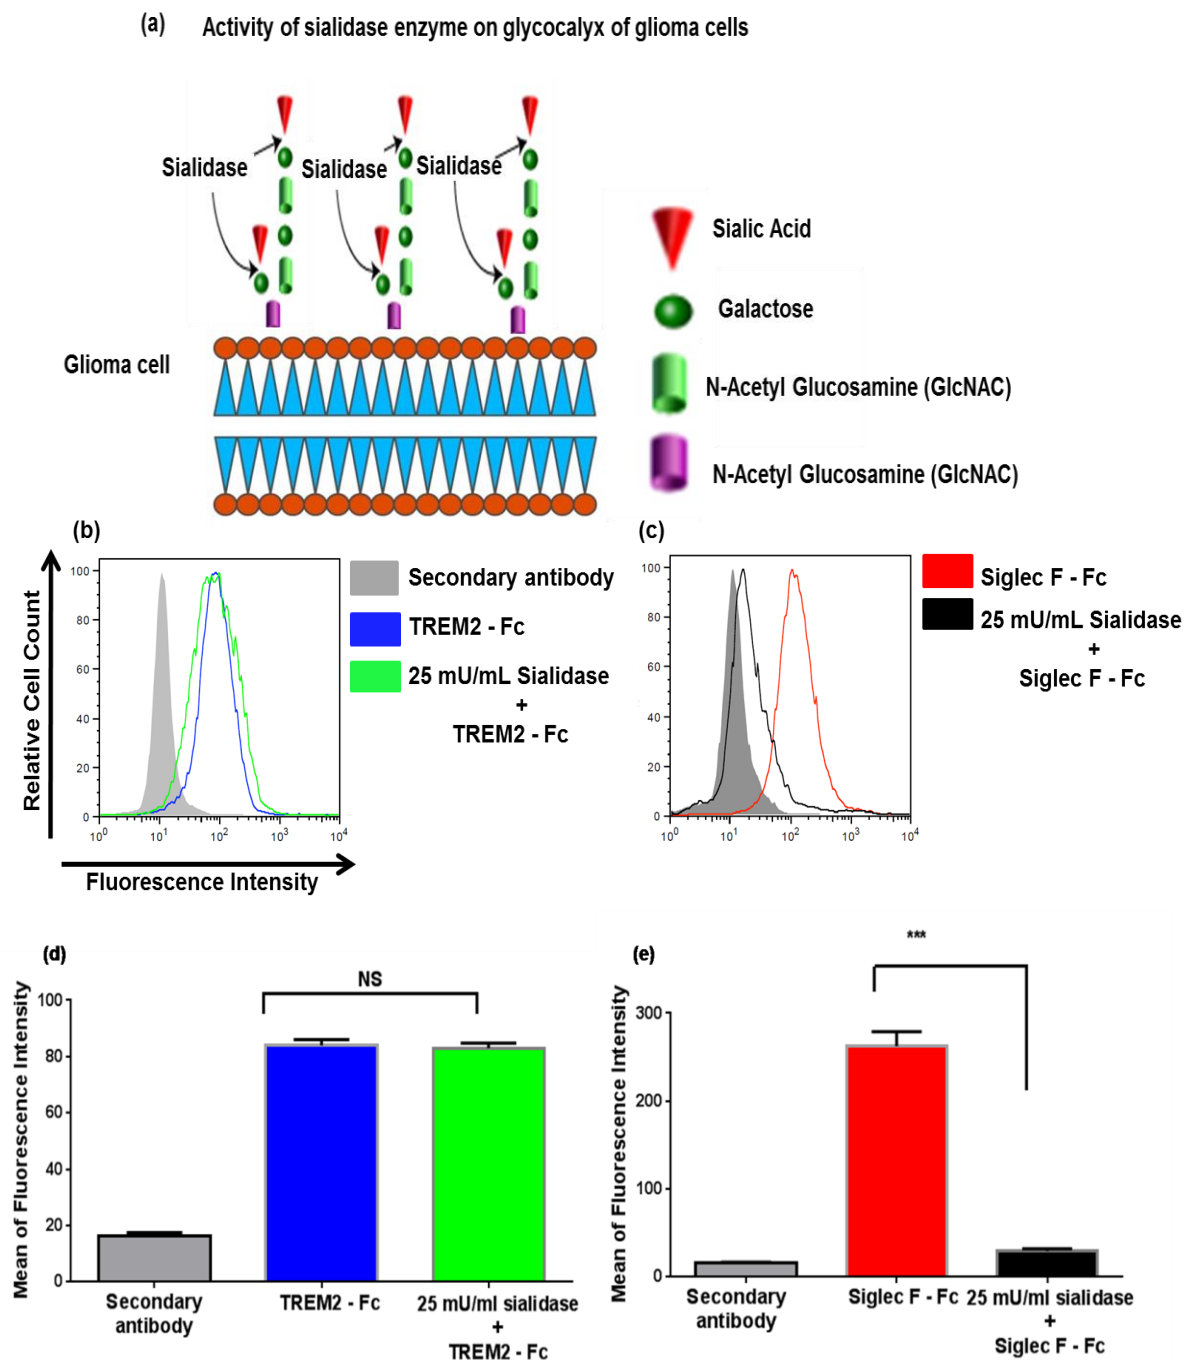 (a) Activity of sialidase enzyme on glycocalyx of glioma cells
Sialidase
Sialidase
Sialidase
Glioma cell
Sialic Acid
Galactose
N-Acetyl Glucosamine (GlcNAC)
N-Acetyl Glucosamine (GlcNAC)
(b)
Relative Cell Count
100
80
60
40
20
0
10⁰ 10¹ 10² 10³ 10⁴
Fluorescence Intensity
Secondary antibody
TREM2 - Fc
25 mU/mL Sialidase
+
TREM2 - Fc
(c)
100
80
60
40
20
0
10⁰ 10¹ 10² 10³ 10⁴
Siglec F - Fc
25 mU/mL Sialidase
+
Siglec F - Fc
(d)
Mean of Fluorescence Intensity
100
80
60
40
20
0
NS
Secondary
antibody
TREM2 - Fc
25 mU/ml sialidase
+
TREM2 - Fc
(e)
Mean of Fluorescence Intensity
300
200
100
0
***
Secondary
antibody
Siglec F - Fc
25 mU/ml sialidase
+
Siglec F - Fc